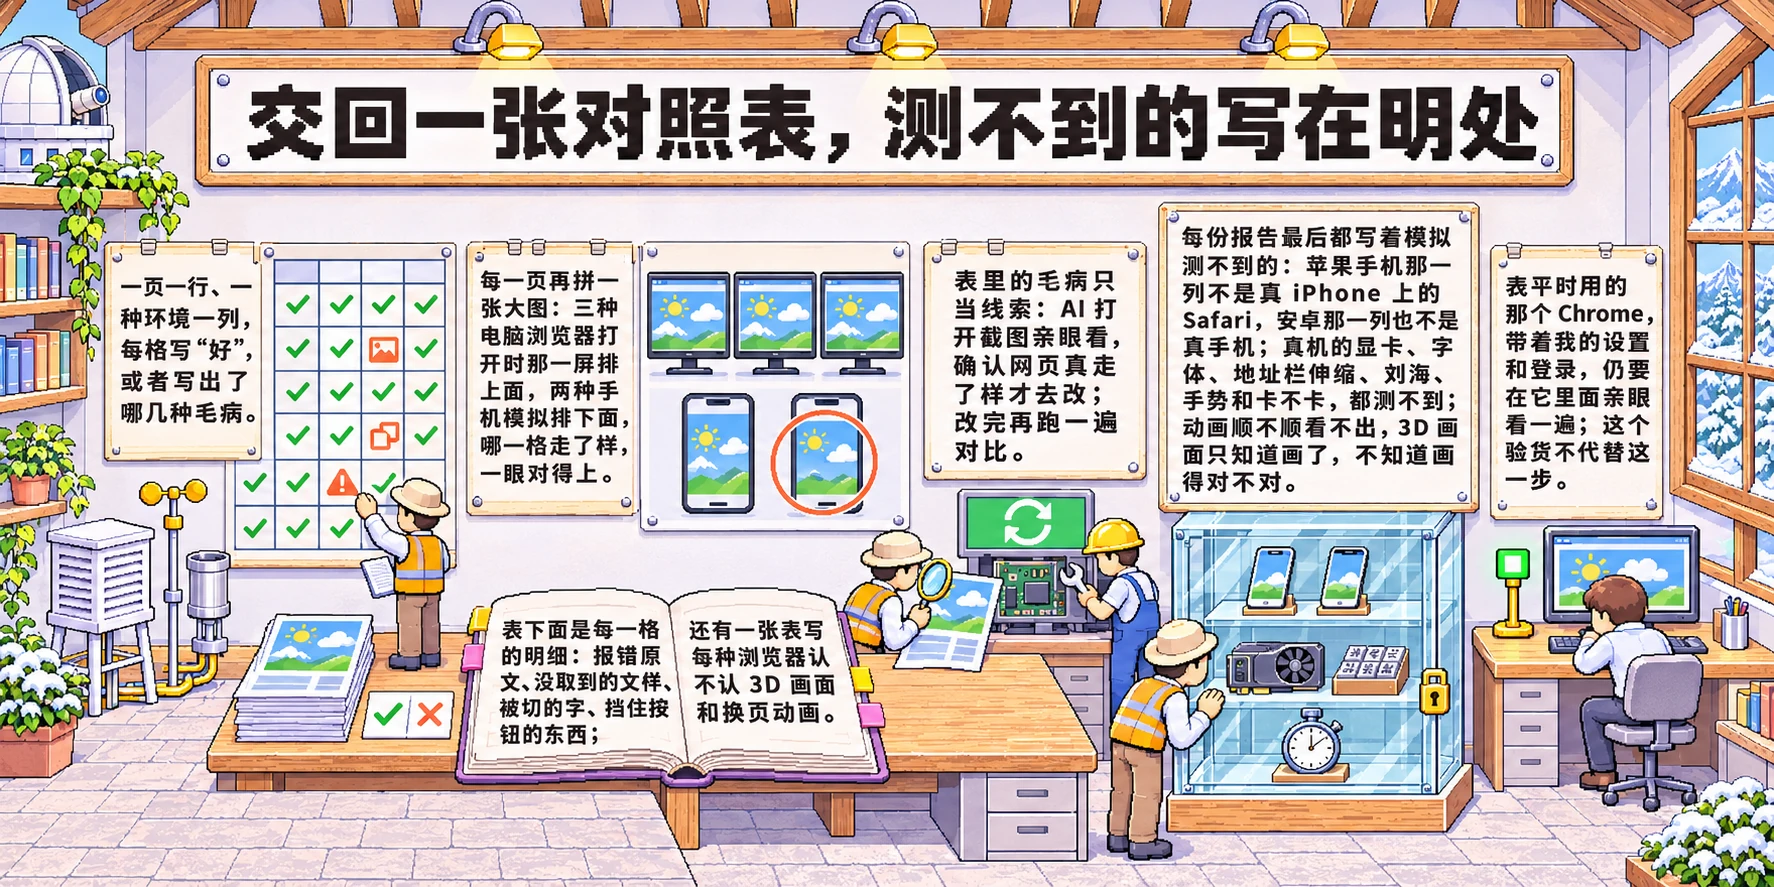 交回一张对照表，测不到的写在明处
一页一行、一
种环境一列，
每格写“好”，
或者写出了
哪几种毛病。
每一页再拼一
张大图：三种
电脑浏览器打
开时那一屏排
上面，两种手
机模拟排下面，
哪一格走了样，
一眼对得上。
表里的毛病只
当线索：AI 打
开截图亲眼看，
确认网页真走
了样才去改；
改完再跑一遍
对比。
每份报告最后都写着模拟
测不到的：苹果手机那一
列不是真 iPhone 上的
Safari，安卓那一列也不是
真手机；真机的显卡、字
体、地址栏伸缩、刘海、
手势和卡不卡，都测不到；
动画顺不顺看不出，3D 画
面只知道画了，不知道画
得对不对。
表平时用的
那个 Chrome，
带着我的设置
和登录，仍要
在它里面亲眼
看一遍；这个
验货不代替这
一步。
表下面是每一格
的明细：报错原
文、没取到的文样、
被切的字、挡住按
钮的东西；
还有一张表写
每种浏览器认
不认 3D 画面
和换页动画。